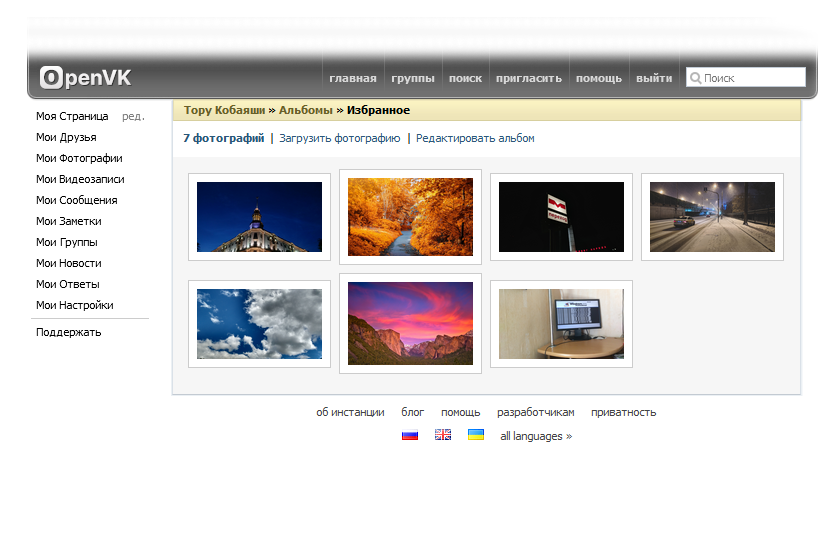 OpenVK
главная группы поиск пригласить помощь выйти Поиск
Моя Страница ред.
Мои Друзья
Мои Фотографии
Мои Видеозаписи
Мои Сообщения
Мои Заметки
Мои Группы
Мои Новости
Мои Ответы
Мои Настройки
Поддержать
Тору Кобаяши » Альбомы » Избранное
7 фотографий | Загрузить фотографию | Редактировать альбом
об инстанции блог помощь разработчикам приватность
all languages »